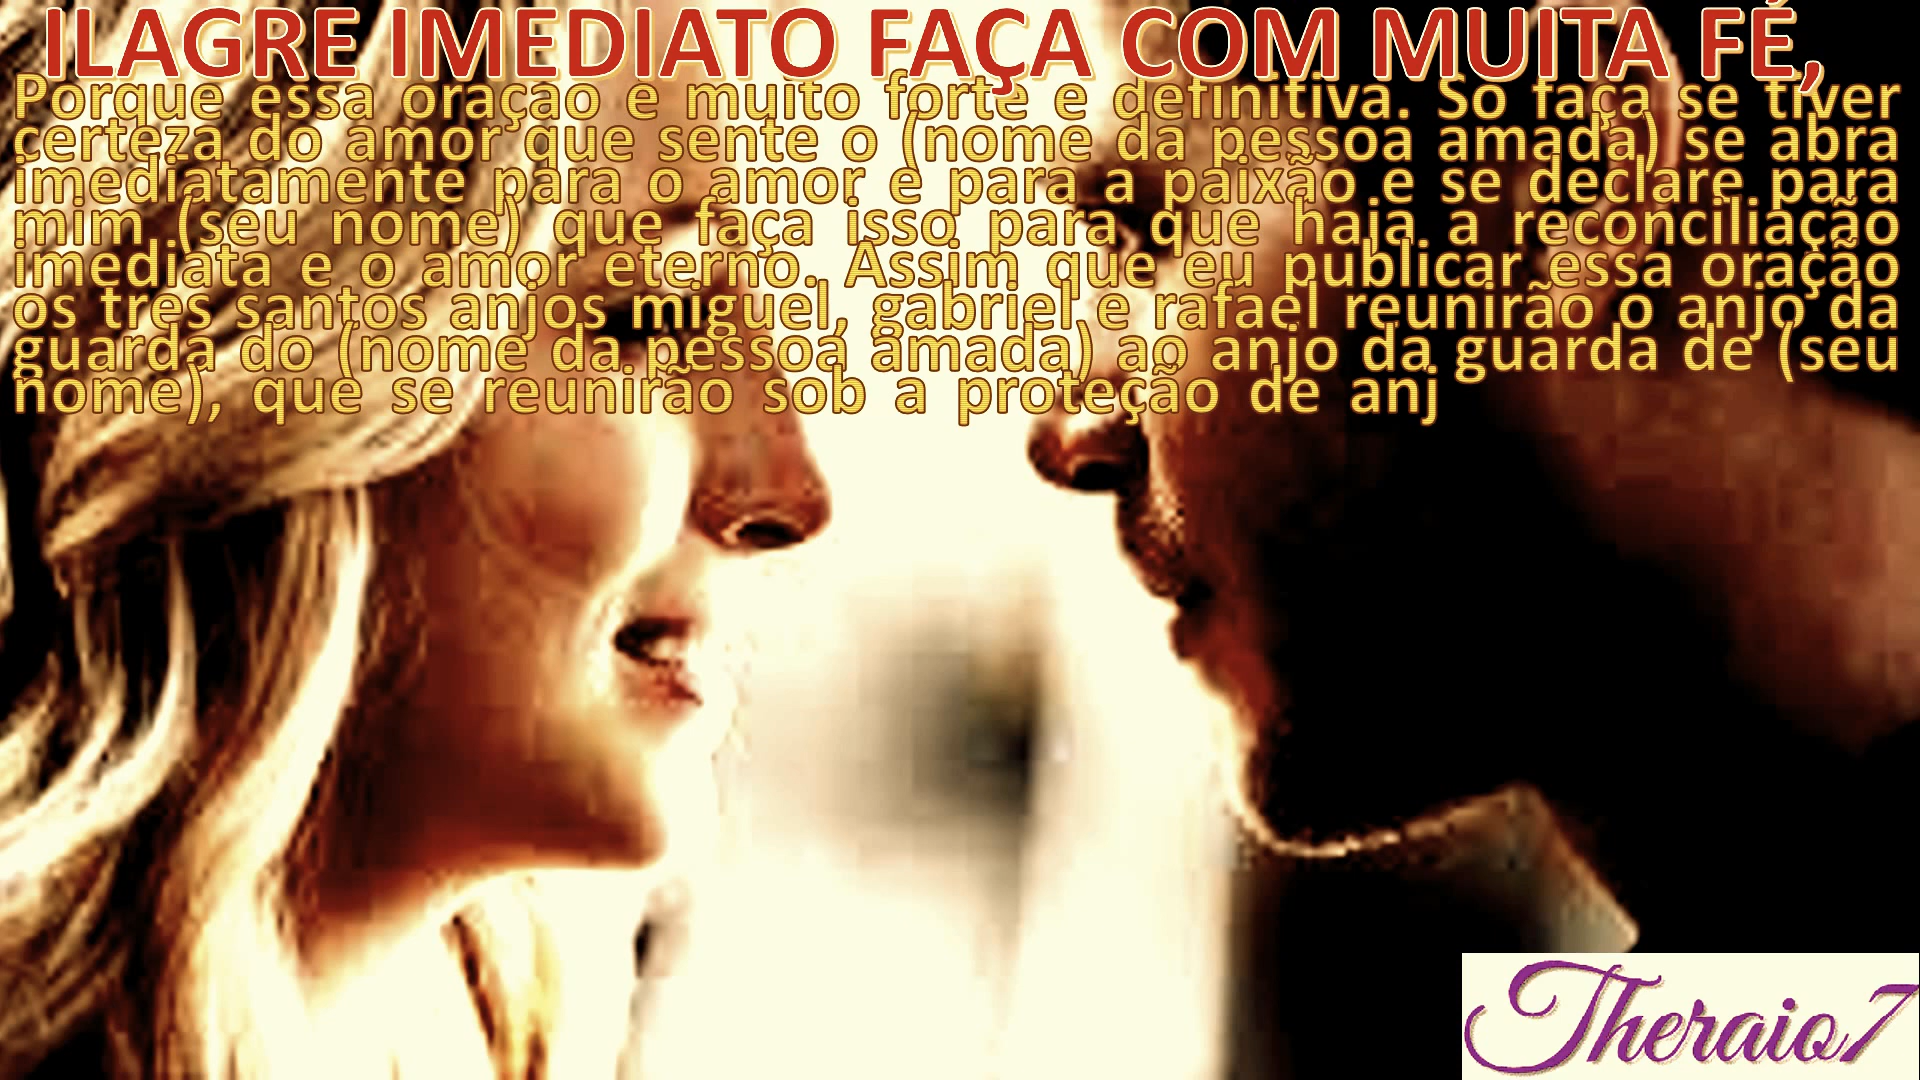 ILAGRE IMEDIATO FAÇA COM MUITA FÉ,
Porque essa oração e muito forte e definitiva. So faça se tiver
certeza do amor que sente o (nome da pessoa amada) se abra
imediatamente para o amor e para a paixão e se declare para
mim (seu nome) que faça isso para que haja a reconciliação
imediata e o amor eterno. Assim que eu publicar essa oração
os tres santos anjos miguel, gabriel e rafael reunirão o anjo da
guarda do (nome da pessoa amada) ao anjo da guarda de (seu
nome), que se reunirão sob a proteção de anj
Theraio7